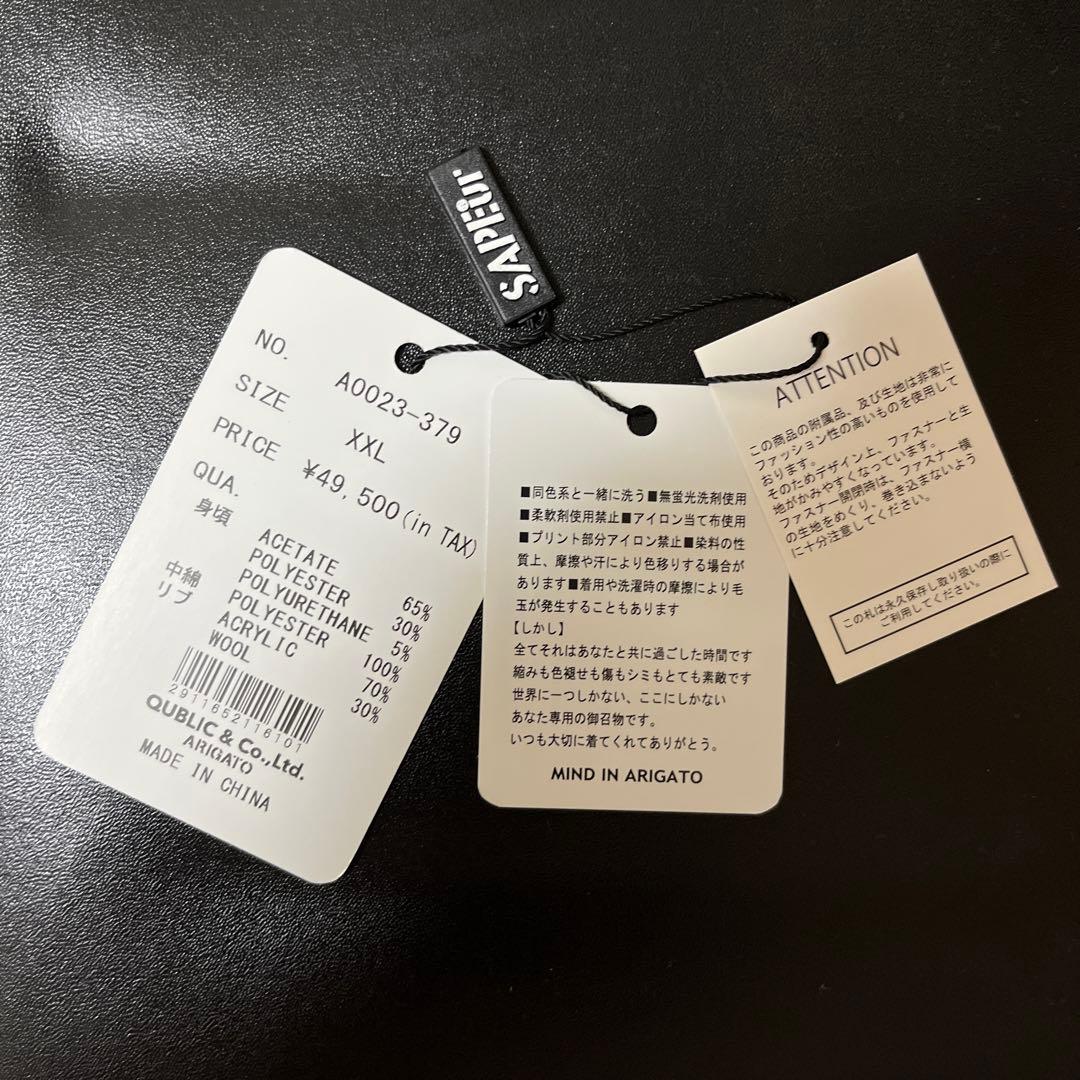 SAPEur
NO. A0023-379
SIZE XXL
PRICE ¥49,500(in TAX)
QUA.
身頃 ACETATE 65%
POLYESTER 30%
POLYURETHANE 5%
中綿 POLYESTER 100%
リブ ACRYLIC 70%
WOOL 30%
2911652116101
QUBLIC & Co.,Ltd.
ARIGATO
MADE IN CHINA
■同色系と一緒に洗う■無蛍光洗剤使用
■柔軟剤使用禁止■アイロン当て布使用
■プリント部分アイロン禁止■染料の性
質上、摩擦や汗により色移りする場合が
あります■着用や洗濯時の摩擦により毛
玉が発生することもあります
【しかし】
全てそれはあなたと共に過ごした時間です
縮みも色褪せも傷もシミもとても素敵です
世界に一つしかない、ここにしかない
あなた専用の御召物です。
いつも大切に着てくれてありがとう。
MIND IN ARIGATO
ATTENTION
この商品の附属品、及び生地は非常に
ファッション性の高いものを使用して
おります。
そのためデザイン上、ファスナーと生
地がかみやすくなっています。
ファスナー開閉時は、ファスナー横
の生地をめくり、巻き込まないよう
に十分注意してください。
この札は永久保存し取り扱いの際に
ご利用してください。